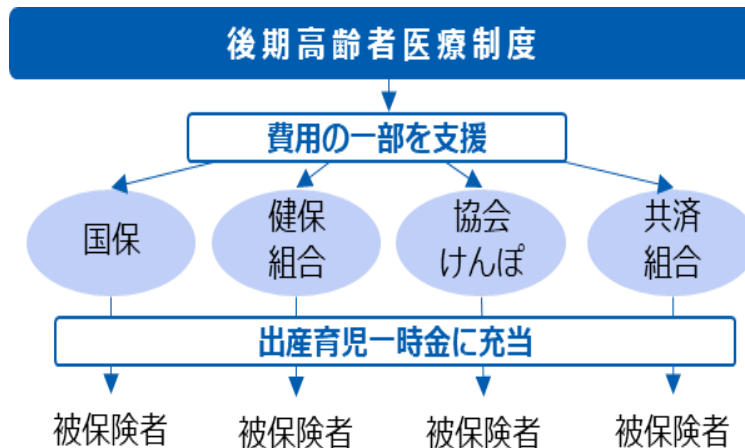 後期高齢者医療制度
費用の一部を支援
国保
健保
組合
協会
けんぽ
共済
組合
出産育児一時金に充当
被保険者
被保険者
被保険者
被保険者